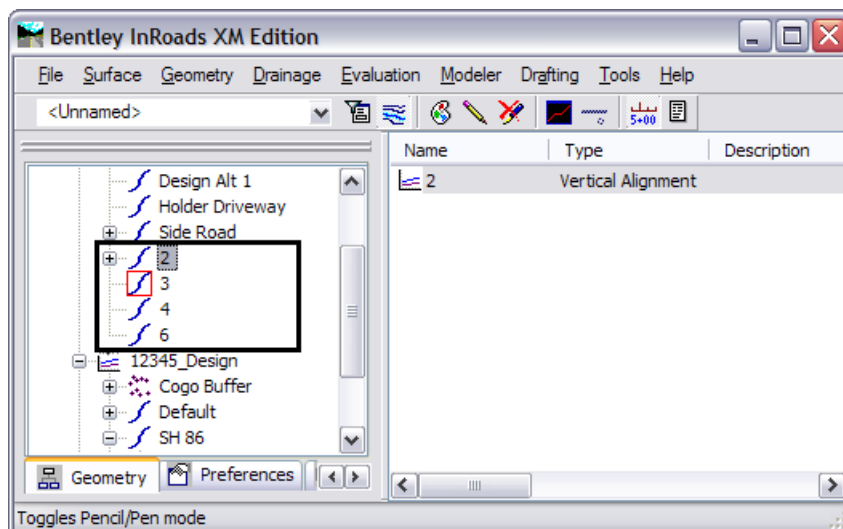 Bentley InRoads XM Edition
File Surface Geometry Drainage Evaluation Modeler Drafting Tools Help
<Unnamed>
5+00
Name Type Description
2 Vertical Alignment
Design Alt 1
Holder Driveway
Side Road
2
3
4
6
12345_Design
Cogo Buffer
Default
SH 86
Geometry Preferences
Toggles Pencil/Pen mode